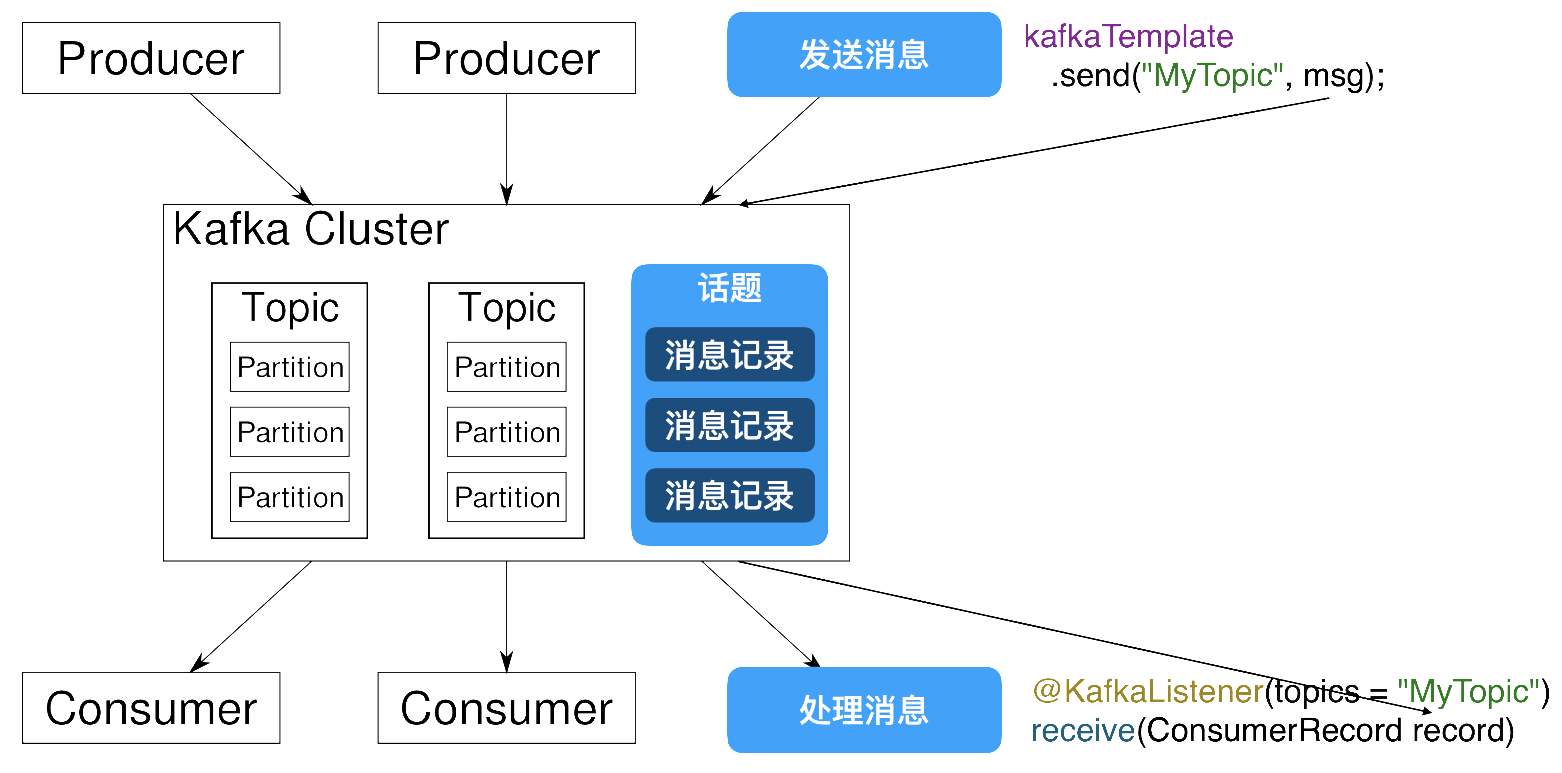 Producer
Producer
发送消息
kafkaTemplate
.send("MyTopic", msg);
Kafka Cluster
Topic
Partition
Partition
Partition
Topic
Partition
Partition
Partition
话题
消息记录
消息记录
消息记录
Consumer
Consumer
处理消息
@KafkaListener(topics = "MyTopic")
receive(ConsumerRecord record)